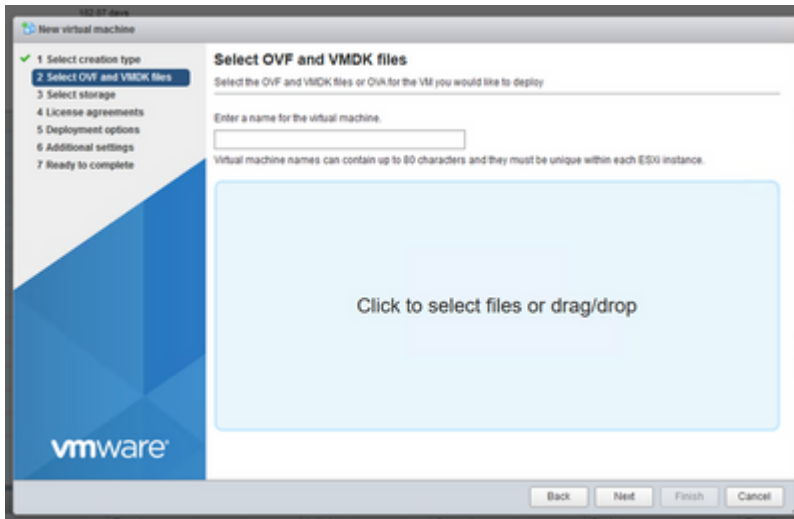 182.07 days
New virtual machine
1 Select creation type
2 Select OVF and VMDK files
3 Select storage
4 License agreements
5 Deployment options
6 Additional settings
7 Ready to complete
Select OVF and VMDK files
Select the OVF and VMDK files or OVA for the VM you would like to deploy
Enter a name for the virtual machine.
Virtual machine names can contain up to 80 characters and they must be unique within each ESXi instance.
Click to select files or drag/drop
vmware
Back Next Finish Cancel